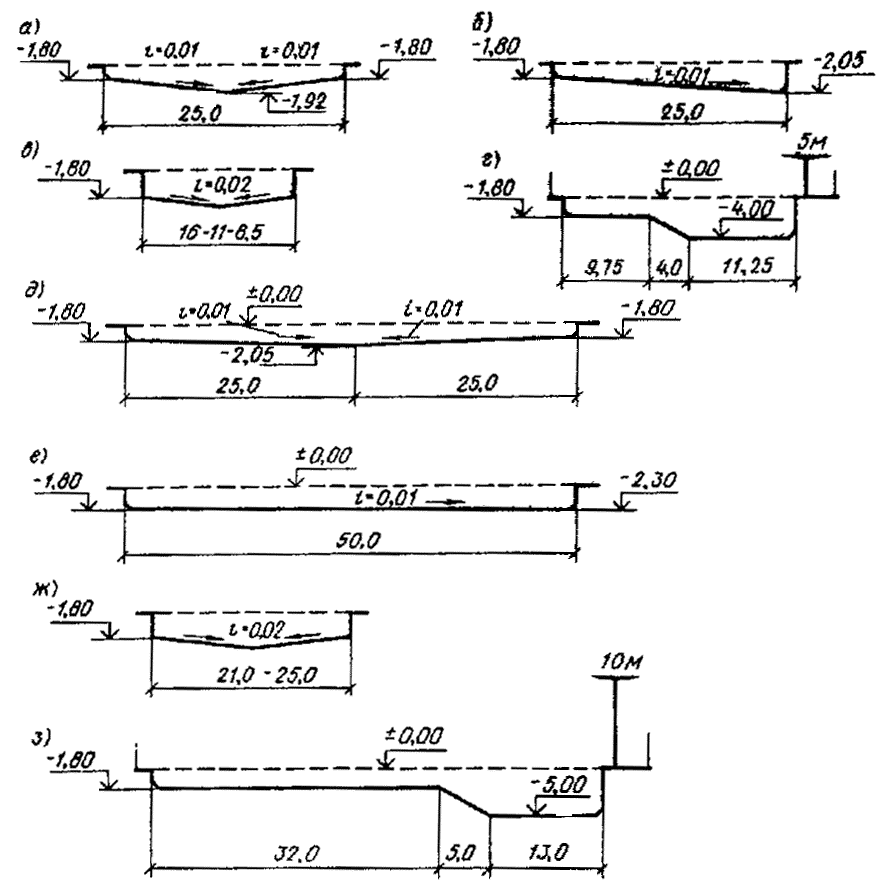 а)
-1,80 i=0,01 i=0,01 -1,80
-1,92
25,0
б)
-1,80 i=0,01 -2,05
25,0
в)
-1,80 i=0,02
16-11-8,5
г)
5м
±0,00
-1,80 -4,00
9,75 4,0 11,25
д)
-1,80 i=0,01 ±0,00 i=0,01 -1,80
-2,05
25,0 25,0
е)
±0,00
-1,80 i=0,01 -2.30
50,0
ж)
-1,80 i=0,02
21,0-25,0
10м
з)
±0,00
-1,80 -5,00
32,0 5,0 13,0